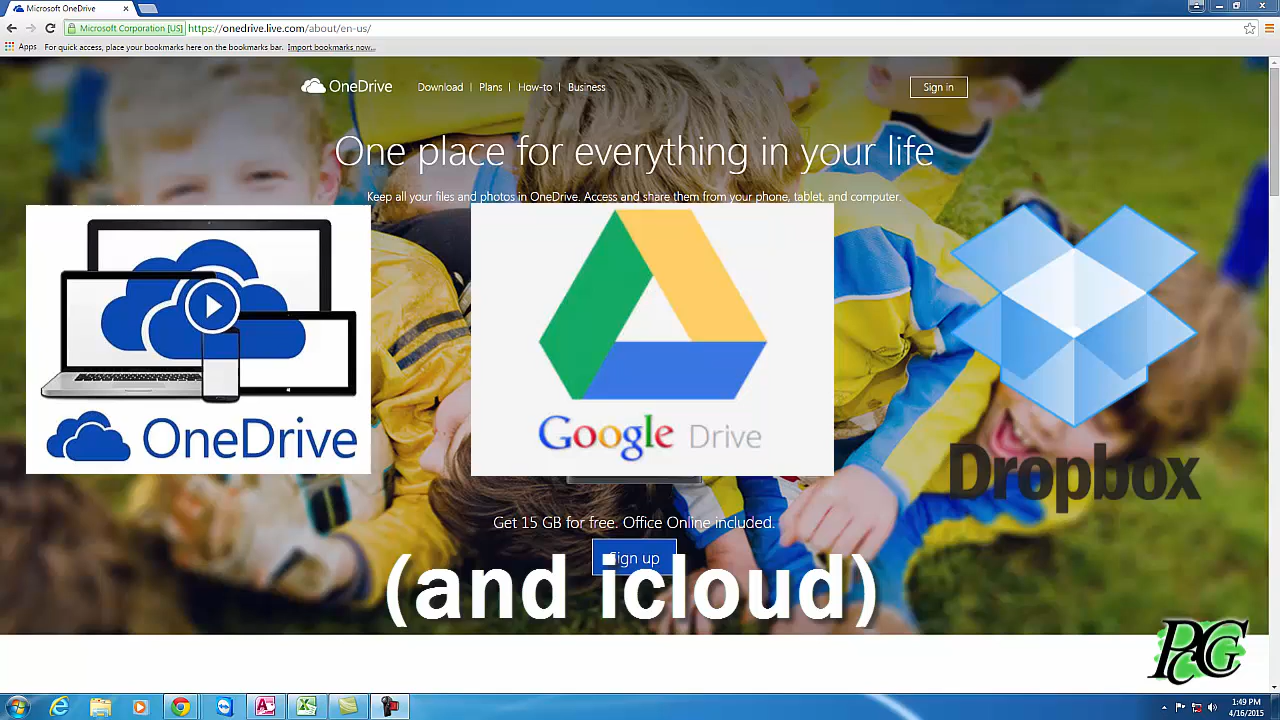 Microsoft OneDrive
Microsoft Corporation [US] https://onedrive.live.com/about/en-us/
Apps For quick access, place your bookmarks here on the bookmarks bar. Import bookmarks now...
OneDrive Download | Plans | How-to | Business Sign in
One place for everything in your life
Keep all your files and photos in OneDrive. Access and share them from your phone, tablet, and computer.
OneDrive
Google Drive
Dropbox
Get 15 GB for free. Office Online included.
Sign up
(and icloud)
PCG
1:49 PM
4/16/2015